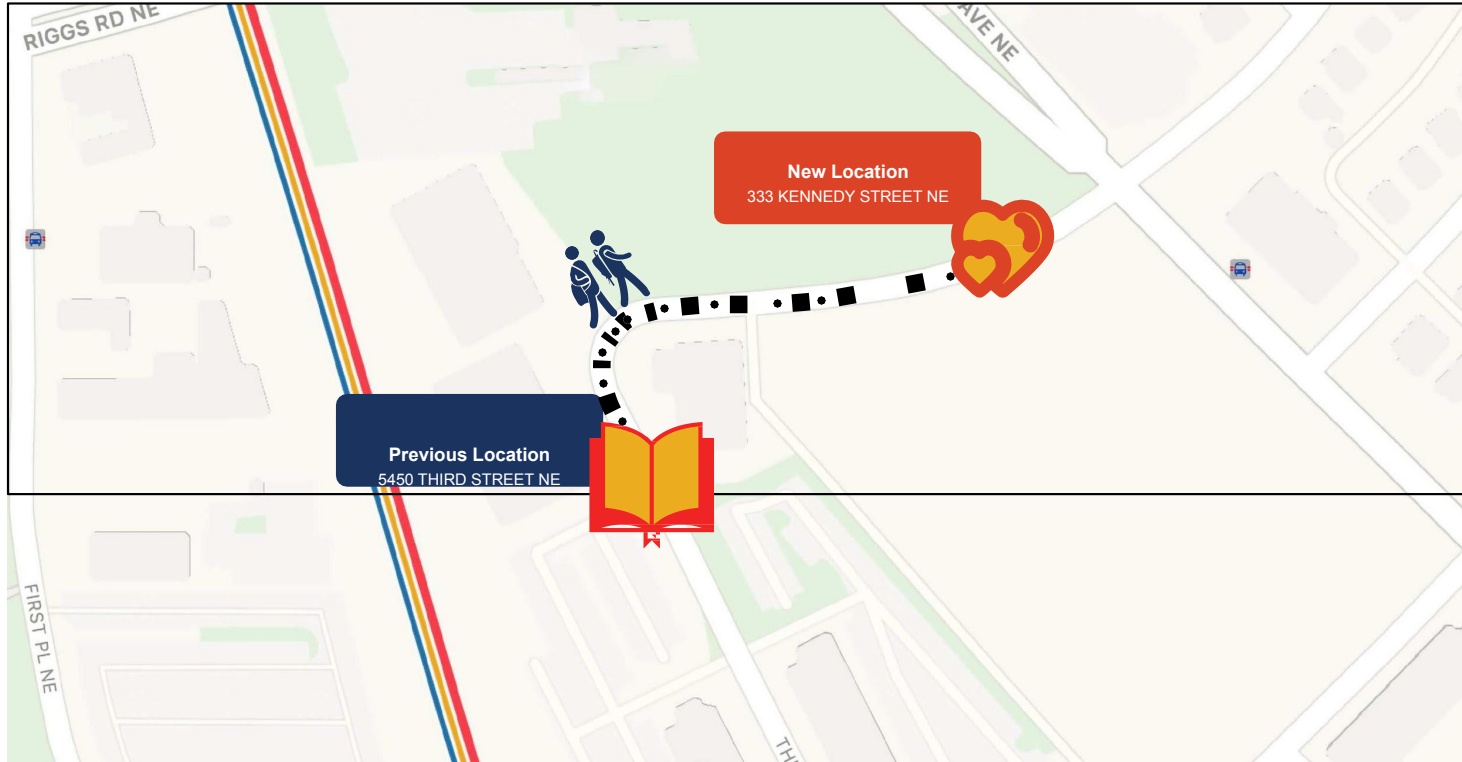 RIGGS RD NE
AVE NE
New Location
333 KENNEDY STREET NE
Previous Location
5450 THIRD STREET NE
FIRST PL NE